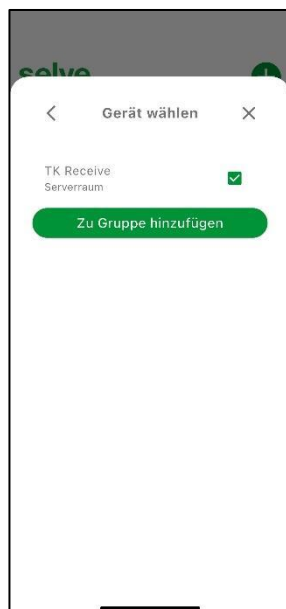 selve
Gerät wählen
TK Receive
Serverraum
Zu Gruppe hinzufügen